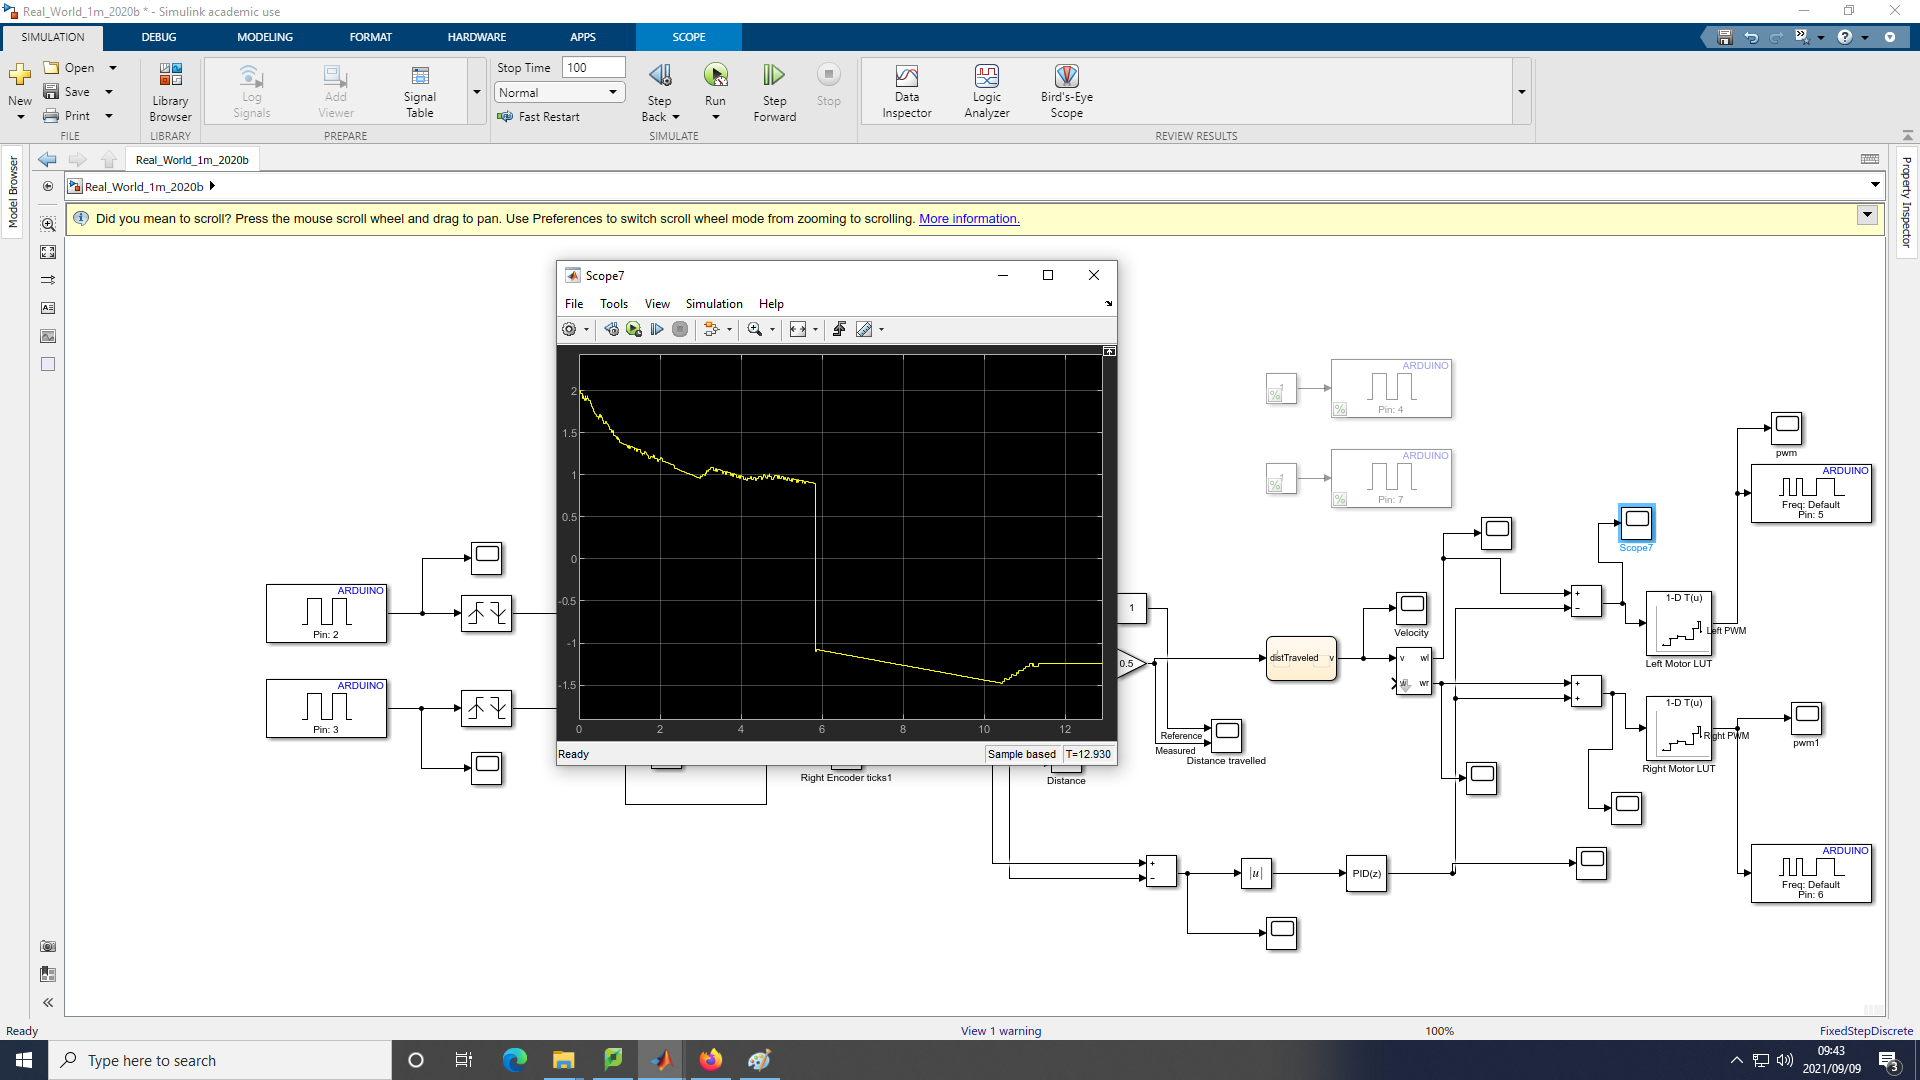 Real_World_1m_2020b * - Simulink academic use
SIMULATION DEBUG MODELING FORMAT HARDWARE APPS SCOPE
New
Open
Save
Print
FILE
Library Browser
LIBRARY
Log Signals
Add Viewer
Signal Table
PREPARE
Stop Time 100
Normal
Fast Restart
Step Back
Run
Step Forward
Stop
SIMULATE
Data Inspector
Logic Analyzer
Bird's-Eye Scope
REVIEW RESULTS
Model Browser
Property Inspector
Real_World_1m_2020b
Real_World_1m_2020b
Did you mean to scroll? Press the mouse scroll wheel and drag to pan. Use Preferences to switch scroll wheel mode from zooming to scrolling. More information.
Scope7
File Tools View Simulation Help
2
1.5
1
0.5
0
-0.5
-1
-1.5
0 2 4 6 8 10 12
Ready Sample based T=12.930
ARDUINO
Pin: 4
ARDUINO
Pin: 7
pwm
ARDUINO
Freq: Default
Pin: 5
Scope7
ARDUINO
Pin: 2
ARDUINO
Pin: 3
1
0.5
Velocity
distTraveled v
v wl
w wr
1-D T(u)
Left PWM
Left Motor LUT
1-D T(u)
Right PWM
Right Motor LUT
pwm1
Reference
Measured
Distance travelled
Right Encoder ticks1
Distance
|u|
PID(z)
ARDUINO
Freq: Default
Pin: 6
Ready View 1 warning 100% FixedStepDiscrete
Type here to search
09:43
2021/09/09
3